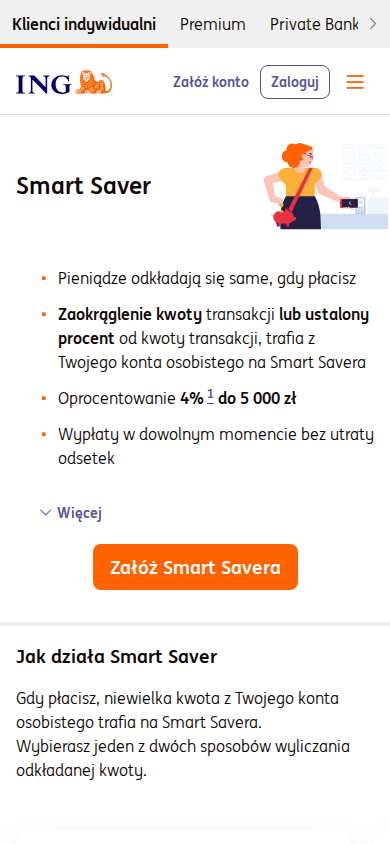 Klienci indywidualni Premium Private Bank
ING Załóż konto Zaloguj
Smart Saver
Pieniądze odkładają się same, gdy płacisz
Zaokrąglenie kwoty transakcji lub ustalony
procent od kwoty transakcji, trafia z
Twojego konta osobistego na Smart Savera
Oprocentowanie 4% 1 do 5 000 zł
Wypłaty w dowolnym momencie bez utraty
odsetek
Więcej
Załóż Smart Savera
Jak działa Smart Saver
Gdy płacisz, niewielka kwota z Twojego konta
osobistego trafia na Smart Savera.
Wybierasz jeden z dwóch sposobów wyliczania
odkładanej kwoty.